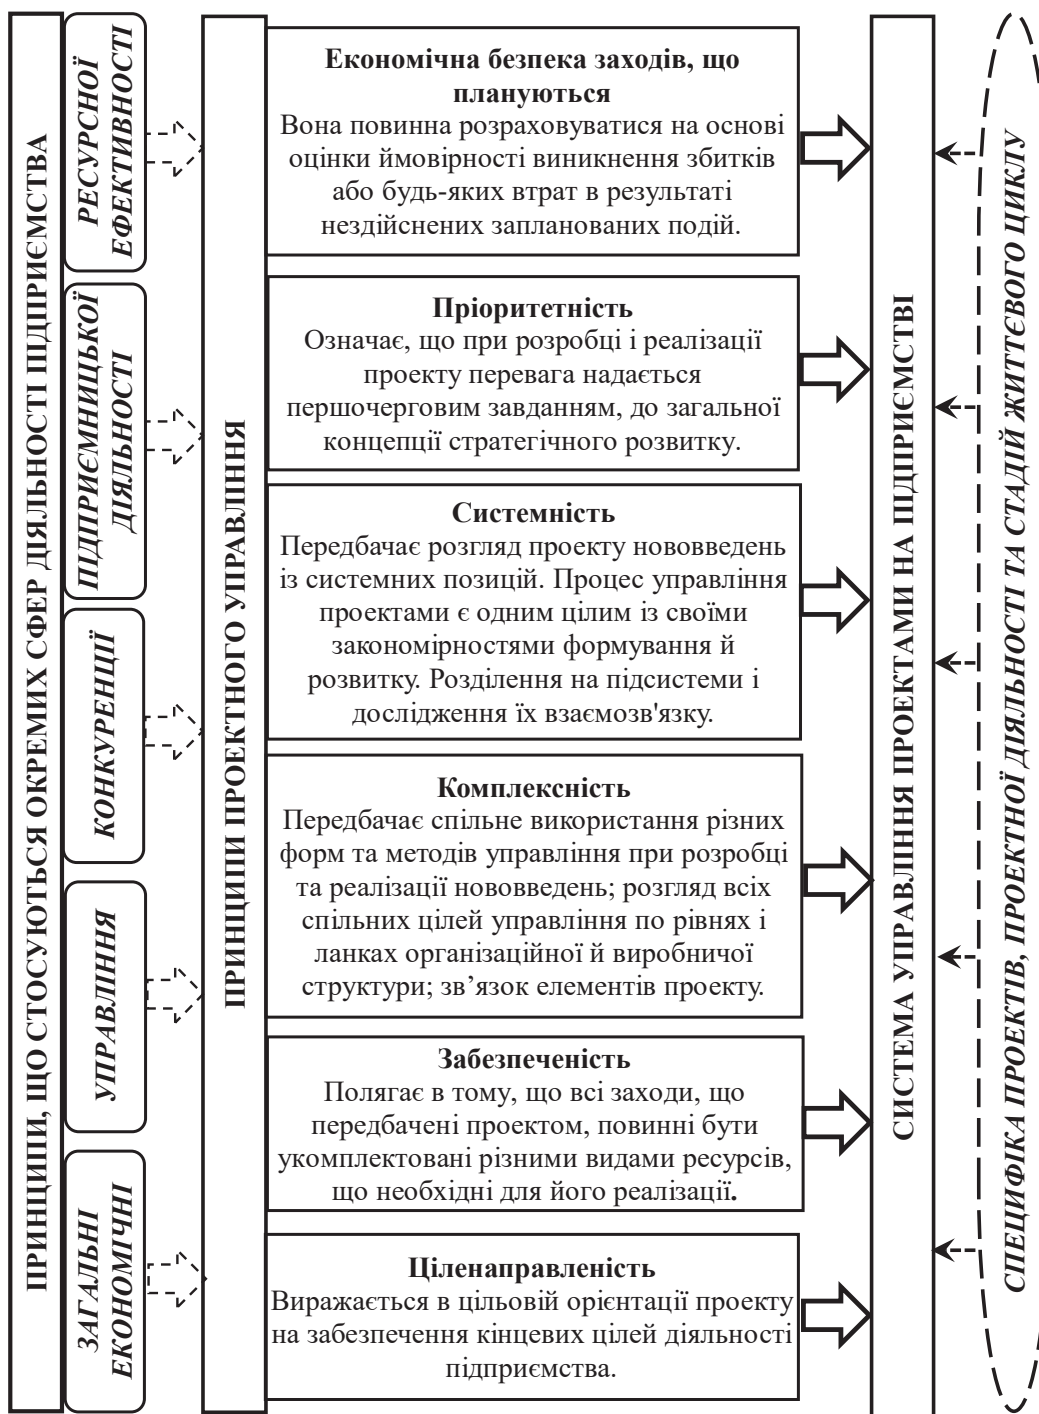 ПРИНЦИПИ, ЩО СТОСУЮТЬСЯ ОКРЕМИХ СФЕР ДІЯЛЬНОСТІ ПІДПРИЄМСТВА
РЕСУРСНОЇ
ЕФЕКТИВНОСТІ
ПІДПРИЄМНИЦЬКОЇ
ДІЯЛЬНОСТІ
КОНКУРЕНЦІЇ
УПРАВЛІННЯ
ЗАГАЛЬНІ
ЕКОНОМІЧНІ
ПРИНЦИПИ ПРОЕКТНОГО УПРАВЛІННЯ
Економічна безпека заходів, що
плануються
Вона повинна розраховуватися на основі
оцінки ймовірності виникнення збитків
або будь-яких втрат в результаті
нездійснених запланованих подій.
Пріоритетність
Означає, що при розробці і реалізації
проекту перевага надається
першочерговим завданням, до загальної
концепції стратегічного розвитку.
Системність
Передбачає розгляд проекту нововведень
із системних позицій. Процес управління
проектами є одним цілим із своїми
закономірностями формування й
розвитку. Розділення на підсистеми і
дослідження їх взаємозв'язку.
Комплексність
Передбачає спільне використання різних
форм та методів управління при розробці
та реалізації нововведень; розгляд всіх
спільних цілей управління по рівнях і
ланках організаційної й виробничої
структури; зв’язок елементів проекту.
Забезпеченість
Полягає в тому, що всі заходи, що
передбачені проектом, повинні бути
укомплектовані різними видами ресурсів,
що необхідні для його реалізації.
Ціленаправленість
Виражається в цільовій орієнтації проекту
на забезпечення кінцевих цілей діяльності
підприємства.
СИСТЕМА УПРАВЛІННЯ ПРОЕКТАМИ НА ПІДПРИЄМСТВІ
СПЕЦИФІКА ПРОЕКТІВ, ПРОЕКТНОЇ ДІЯЛЬНОСТІ ТА СТАДІЙ ЖИТТЄВОГО ЦИКЛУ